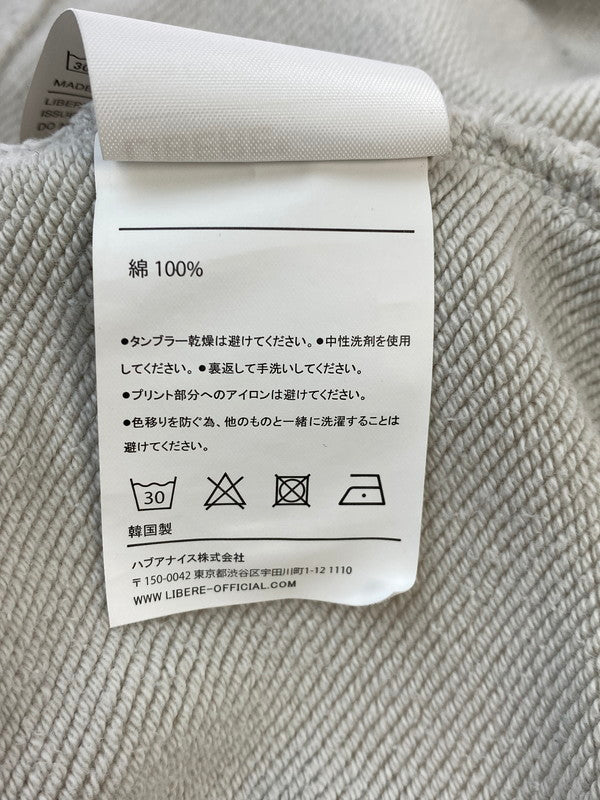 30
MADE
LIBERE
ISSUE
DO N
綿 100%
●タンブラー乾燥は避けてください。●中性洗剤を使用
してください。●裏返して手洗いしてください。
●プリント部分へのアイロンは避けてください。
●色移りを防ぐ為、他のものと一緒に洗濯することは
避けてください。
30
韓国製
ハブアナイス株式会社
〒150-0042 東京都渋谷区宇田川町1-12 1110
WWW LIBERE-OFFICIAL.COM